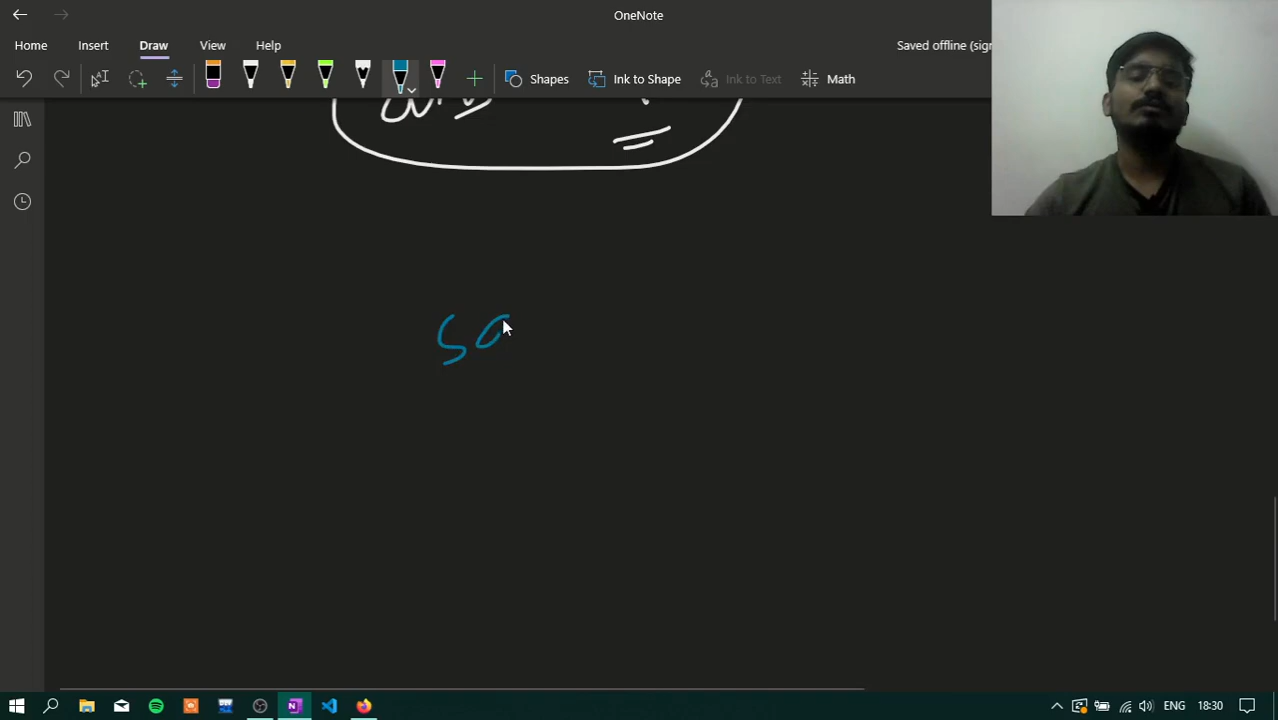 OneNote
Home Insert Draw View Help Saved offline (sign
Shapes Ink to Shape Ink to Text Math
ENG 18:30